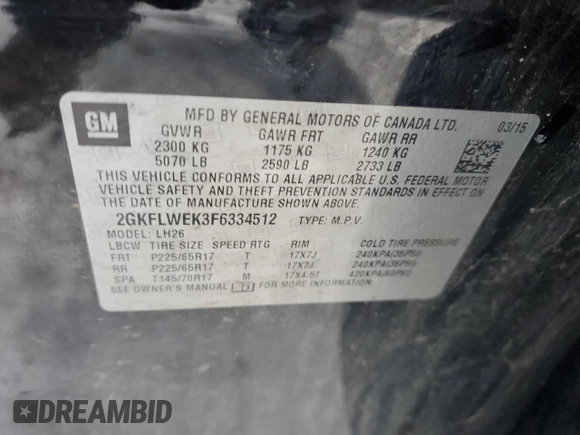 GM
MFD BY GENERAL MOTORS OF CANADA LTD. 03/15
GVWR GAWR FRT GAWR RR
2300 KG 1175 KG 1240 KG
5070 LB 2590 LB 2733 LB
THIS VEHICLE CONFORMS TO ALL APPLICABLE U.S. FEDERAL MOTOR
VEHICLE SAFETY AND THEFT PREVENTION STANDARDS IN EFFECT ON
THE DATE OF MANUFACTURE SHOWN ABOVE.
2GKFLWEK3F6334512 TYPE: M.P.V.
MODEL: LH26
LBCW TIRE SIZE SPEED RTG RIM COLD TIRE PRESSURE
FRT P225/65R17 T 17X7J 240KPA(35PSI)
RR P225/65R17 T 17X7J 240KPA(35PSI)
SPA T145/70R17 M 17X4.5T 420KPA(60PSI)
SEE OWNER'S MANUAL FOR MORE INFORMATION.
DREAMBID